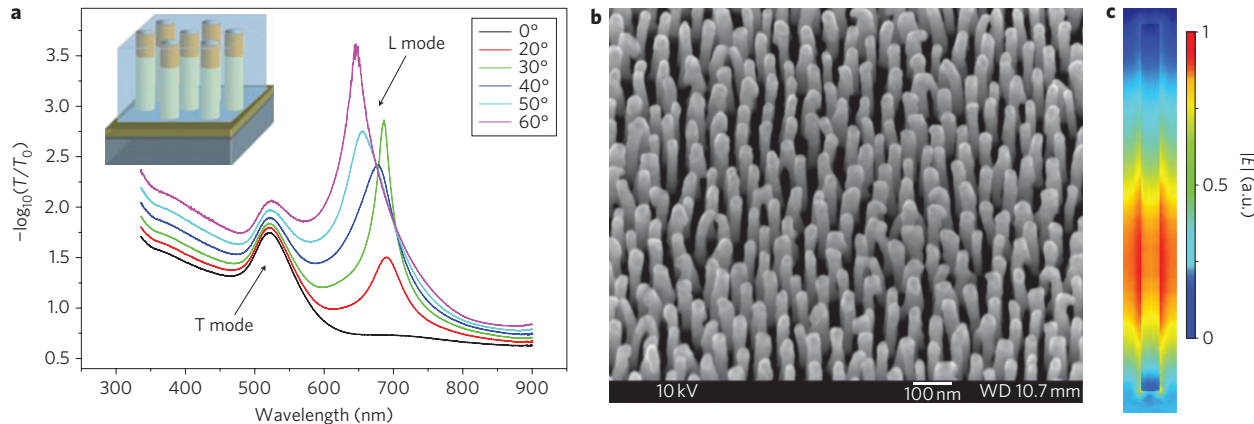 a
3.5
3.0
2.5
2.0
1.5
1.0
0.5
−log10(T/T0)
300 400 500 600 700 800 900
Wavelength (nm)
L mode
T mode
0°
20°
30°
40°
50°
60°
b
10 kV 100 nm WD 10.7 mm
c
1
0.5
0
|E| (a.u.)